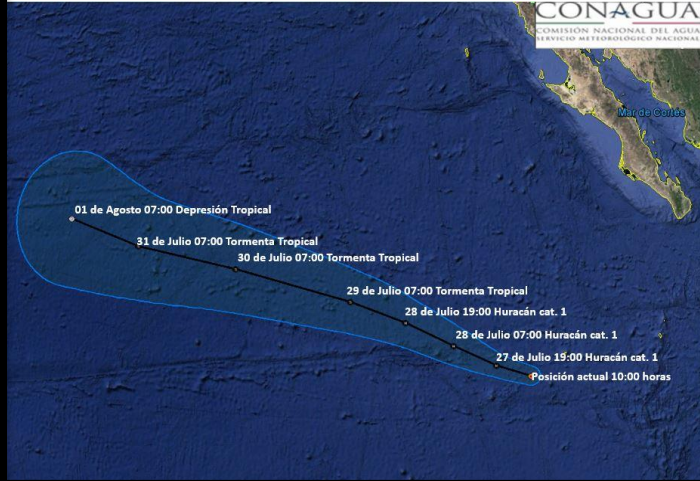 CONAGUA
COMISIÓN NACIONAL DEL AGUA
SERVICIO METEOROLÓGICO NACIONAL
Mar de Cortés
01 de Agosto 07:00 Depresión Tropical
31 de Julio 07:00 Tormenta Tropical
30 de Julio 07:00 Tormenta Tropical
29 de Julio 07:00 Tormenta Tropical
28 de Julio 19:00 Huracán cat. 1
28 de Julio 07:00 Huracán cat. 1
27 de Julio 19:00 Huracán cat. 1
Posición actual 10:00 horas